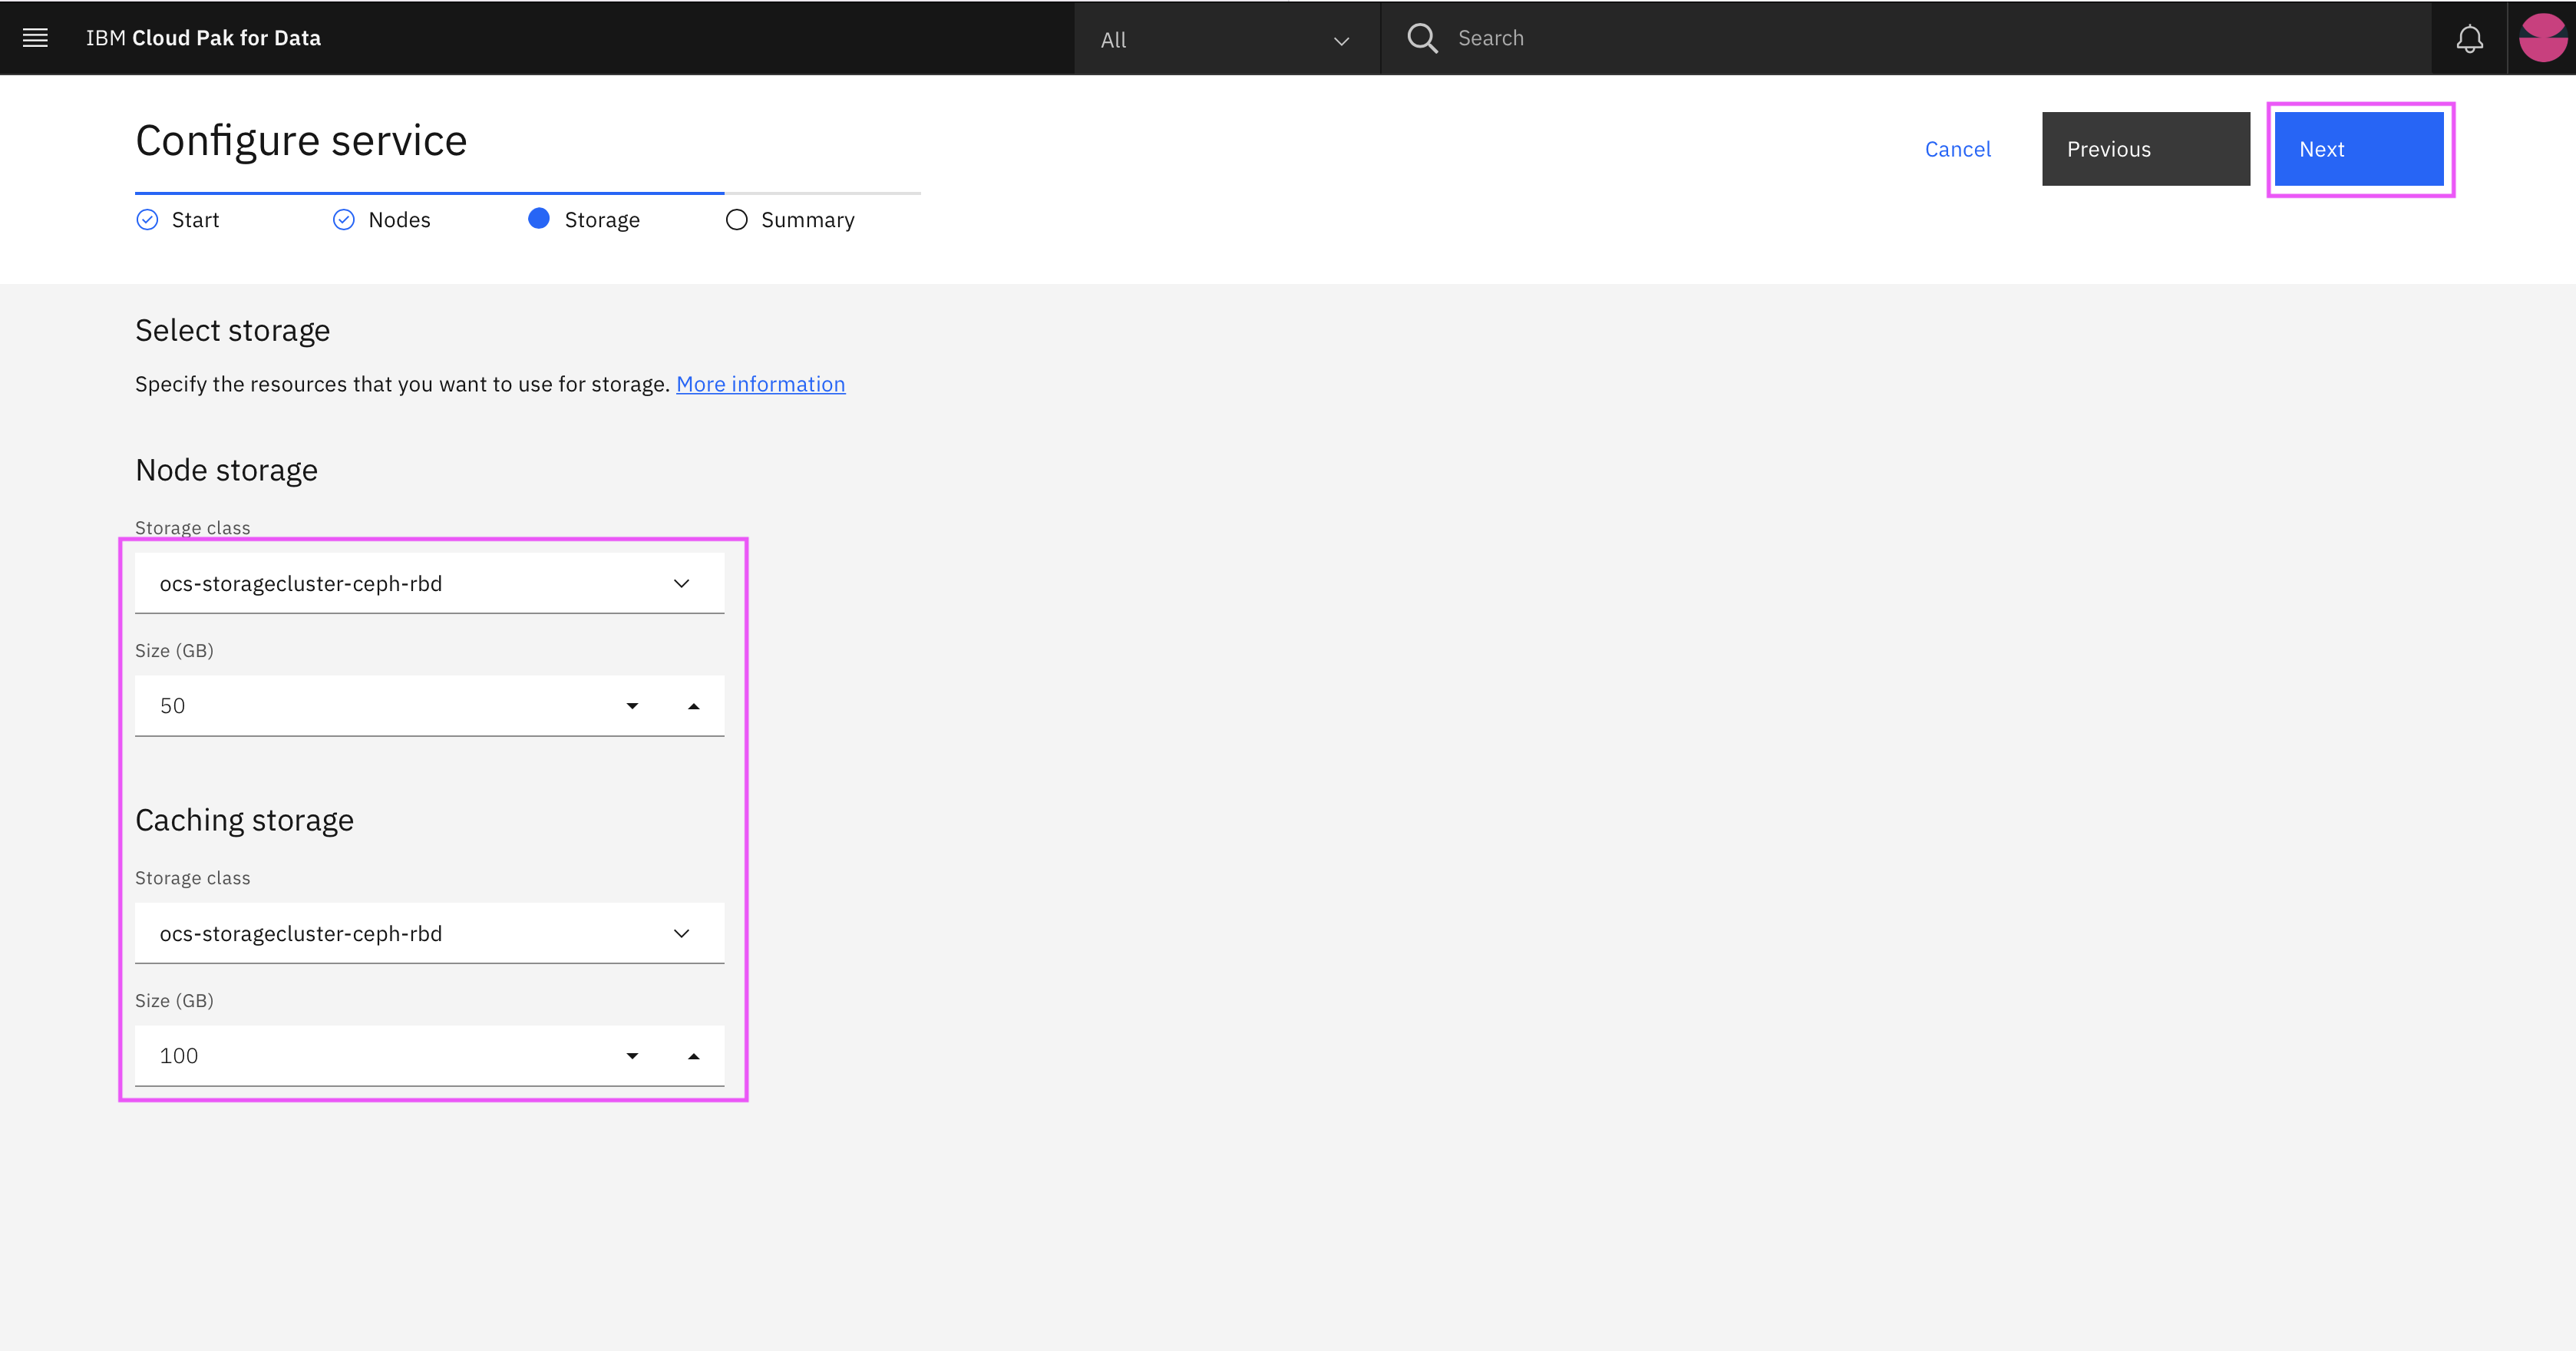 IBM Cloud Pak for Data
All
Search
Configure service
Cancel
Previous
Next
Start
Nodes
Storage
Summary
Select storage
Specify the resources that you want to use for storage. More information
Node storage
Storage class
ocs-storagecluster-ceph-rbd
Size (GB)
50
Caching storage
Storage class
ocs-storagecluster-ceph-rbd
Size (GB)
100